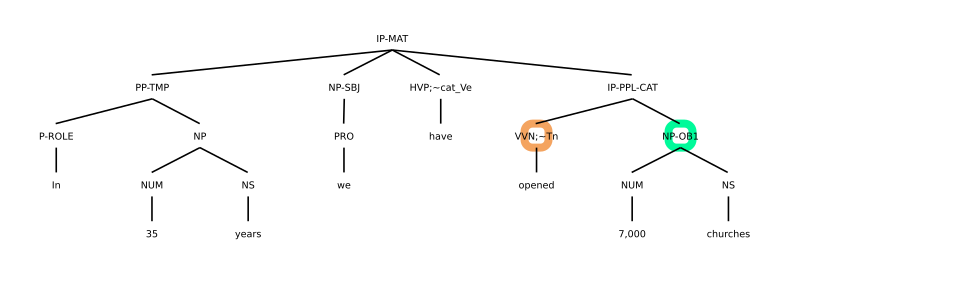 IP-MAT
PP-TMP NP-SBJ HVP;~cat_Ve IP-PPL-CAT
P-ROLE NP PRO have VVN;~Tn NP-OB1
In NUM NS we opened NUM NS
35 years 7,000 churches